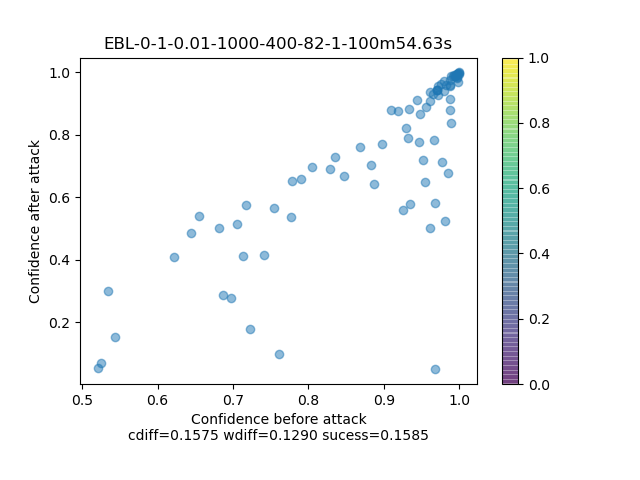 EBL-0-1-0.01-1000-400-82-1-100m54.63s
1.0
0.8
0.6
0.4
0.2
Confidence after attack
0.5 0.6 0.7 0.8 0.9 1.0
Confidence before attack
cdiff=0.1575 wdiff=0.1290 sucess=0.1585
1.0
0.8
0.6
0.4
0.2
0.0